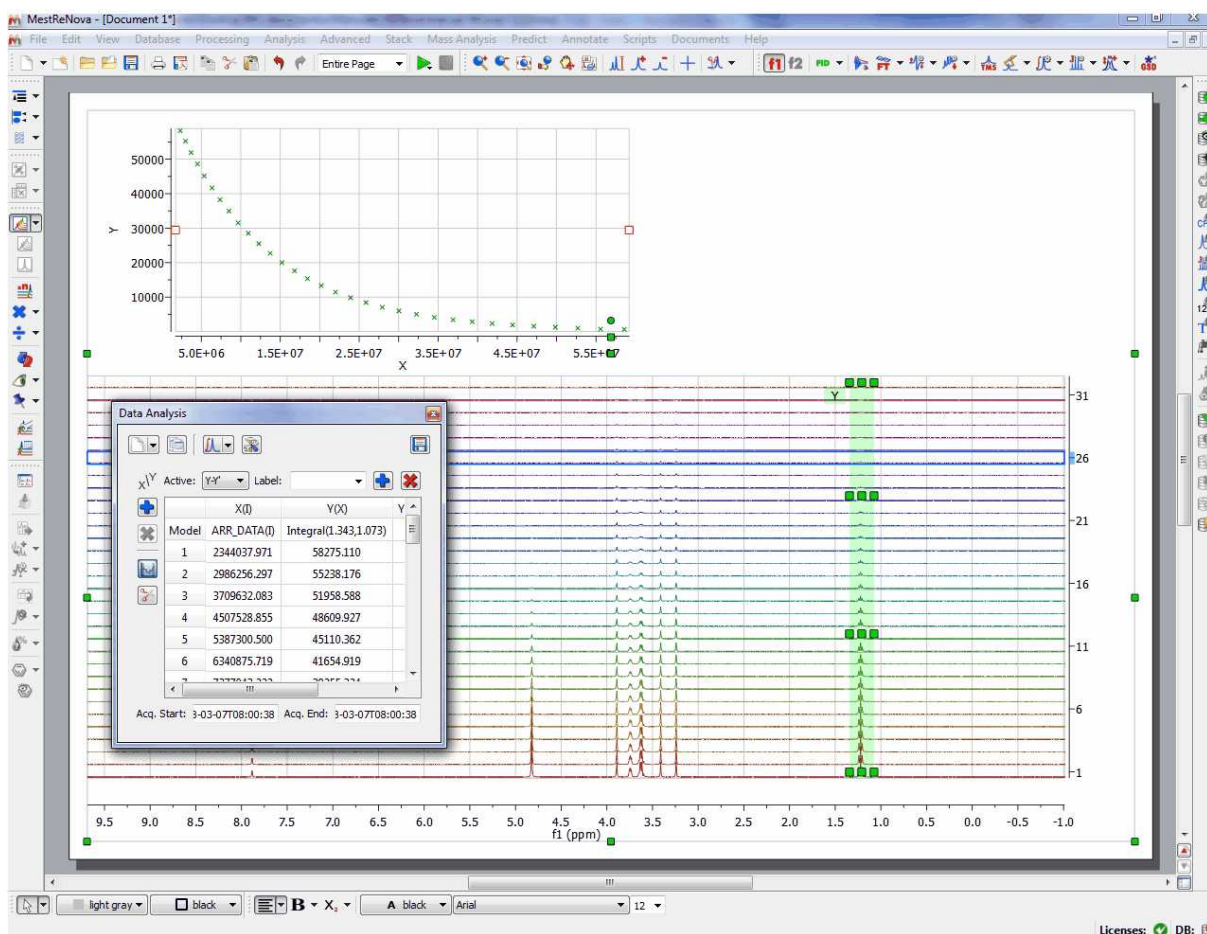 MestReNova - [Document 1*]
File Edit View Database Processing Analysis Advanced Stack Mass Analysis Predict Annotate Scripts Documents Help
Entire Page f1 f2 FID FT TMS GSD
50000
40000
30000
20000
10000
Y
5.0E+06 1.5E+07 2.5E+07 3.5E+07 4.5E+07 5.5E+07
X
Y
31
26
21
16
11
6
1
Data Analysis
Active: Y-Y' Label:
X(I) Y(X) Y
Model ARR_DATA(I) Integral(1.343,1.073)
1 2344037.971 58275.110
2 2986256.297 55238.176
3 3709632.083 51958.588
4 4507528.855 48609.927
5 5387300.500 45110.362
6 6340875.719 41654.919
Acq. Start: 3-03-07T08:00:38 Acq. End: 3-03-07T08:00:38
9.5 9.0 8.5 8.0 7.5 7.0 6.5 6.0 5.5 5.0 4.5 4.0 3.5 3.0 2.5 2.0 1.5 1.0 0.5 0.0 -0.5 -1.0
f1 (ppm)
light gray black B X A black Arial 12
Licenses: DB: